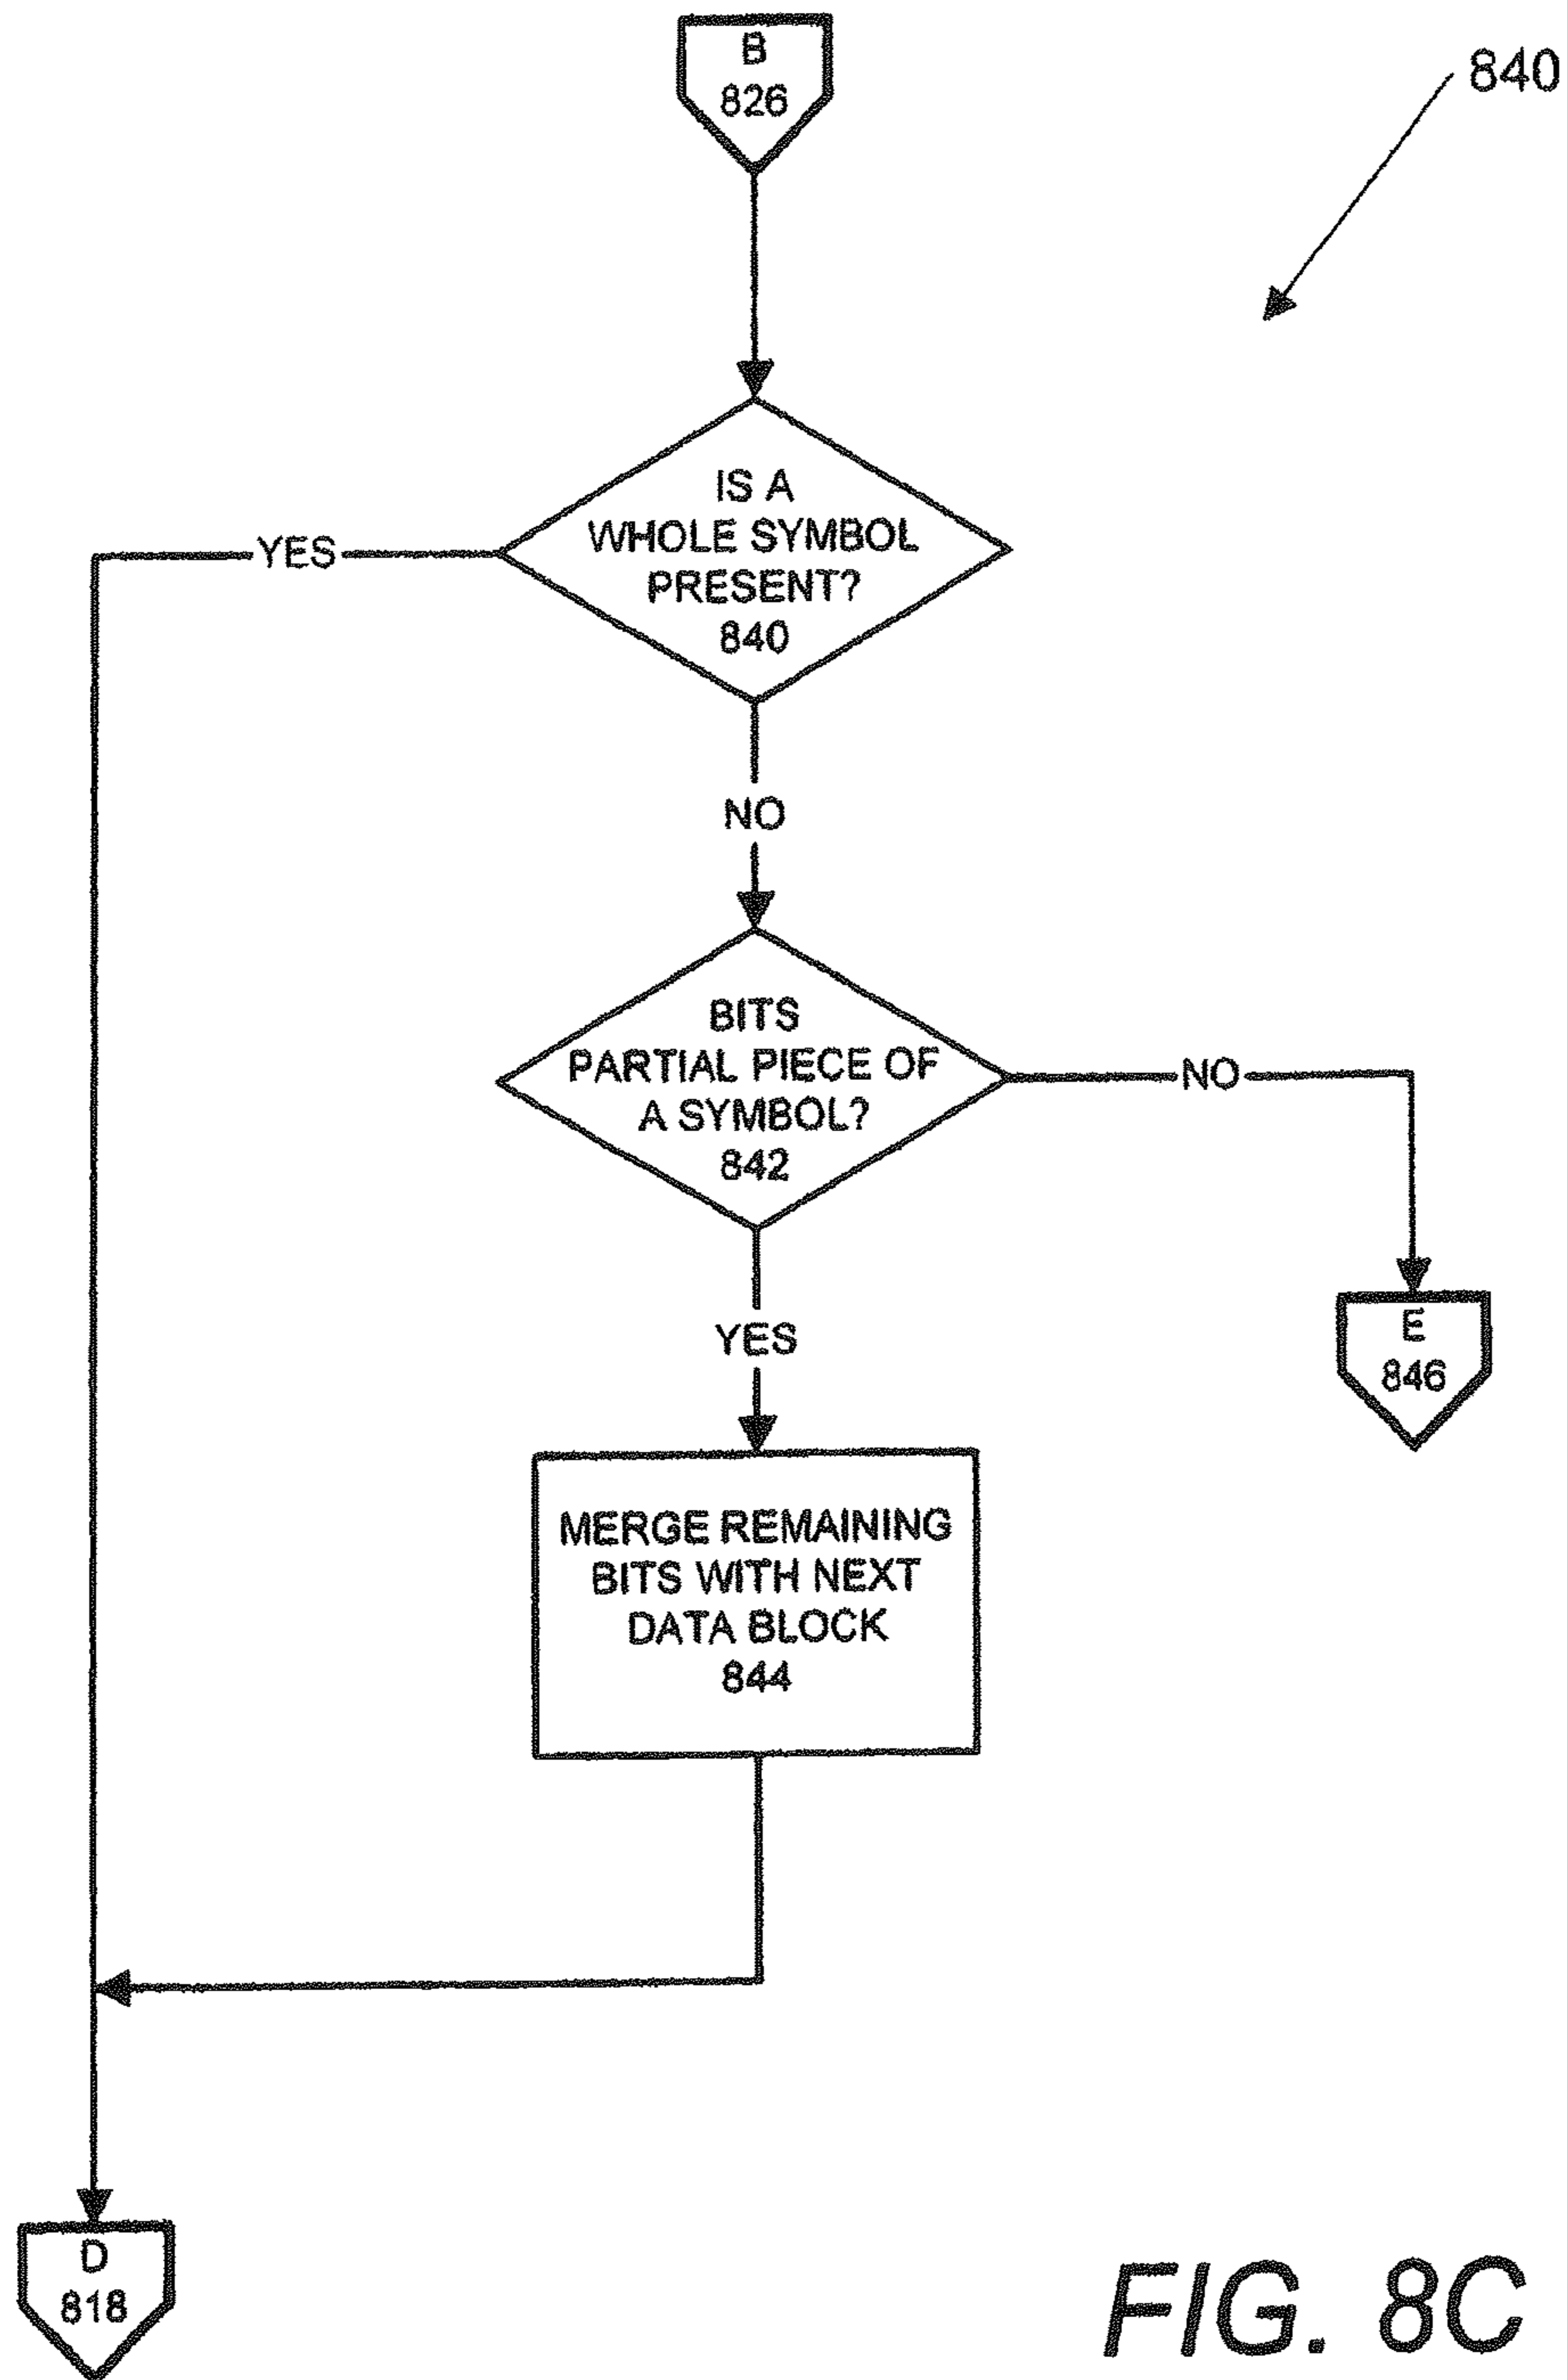 B
826
840
IS A
WHOLE SYMBOL
PRESENT?
840
YES
NO
BITS
PARTIAL PIECE OF
A SYMBOL?
842
NO
YES
E
846
MERGE REMAINING
BITS WITH NEXT
DATA BLOCK
844
D
818
FIG. 8C